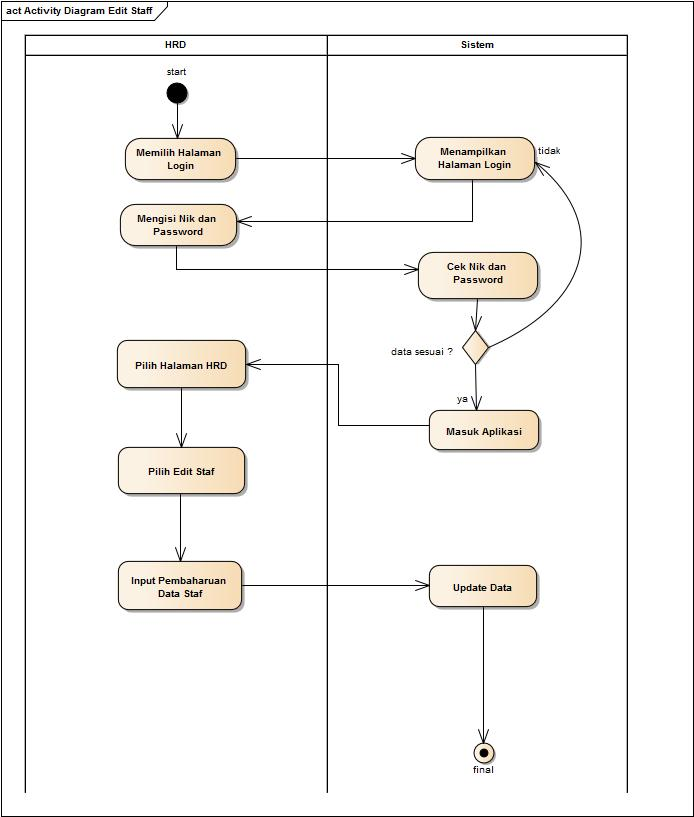 act Activity Diagram Edit Staff
HRD
Sistem
start
Memilih Halaman
Login
Menampilkan
Halaman Login
tidak
Mengisi Nik dan
Password
Cek Nik dan
Password
data sesuai ?
ya
Pilih Halaman HRD
Masuk Aplikasi
Pilih Edit Staf
Input Pembaharuan
Data Staf
Update Data
final